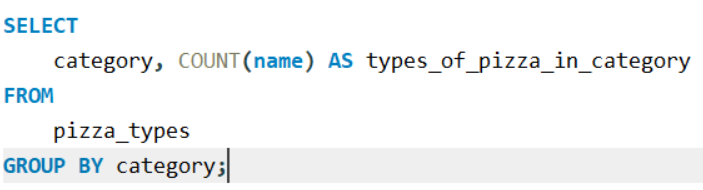 SELECT
    category, COUNT(name) AS types_of_pizza_in_category
FROM
    pizza_types
GROUP BY category;